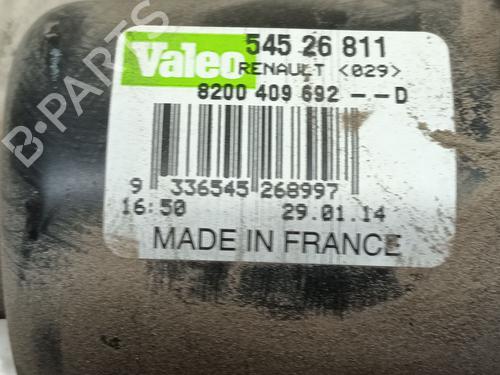 Valeo 545 26 811
RENAULT <029>
8200 409 692 --D
9 336545 268997
16:50 29.01.14
MADE IN FRANCE
B-PARTS